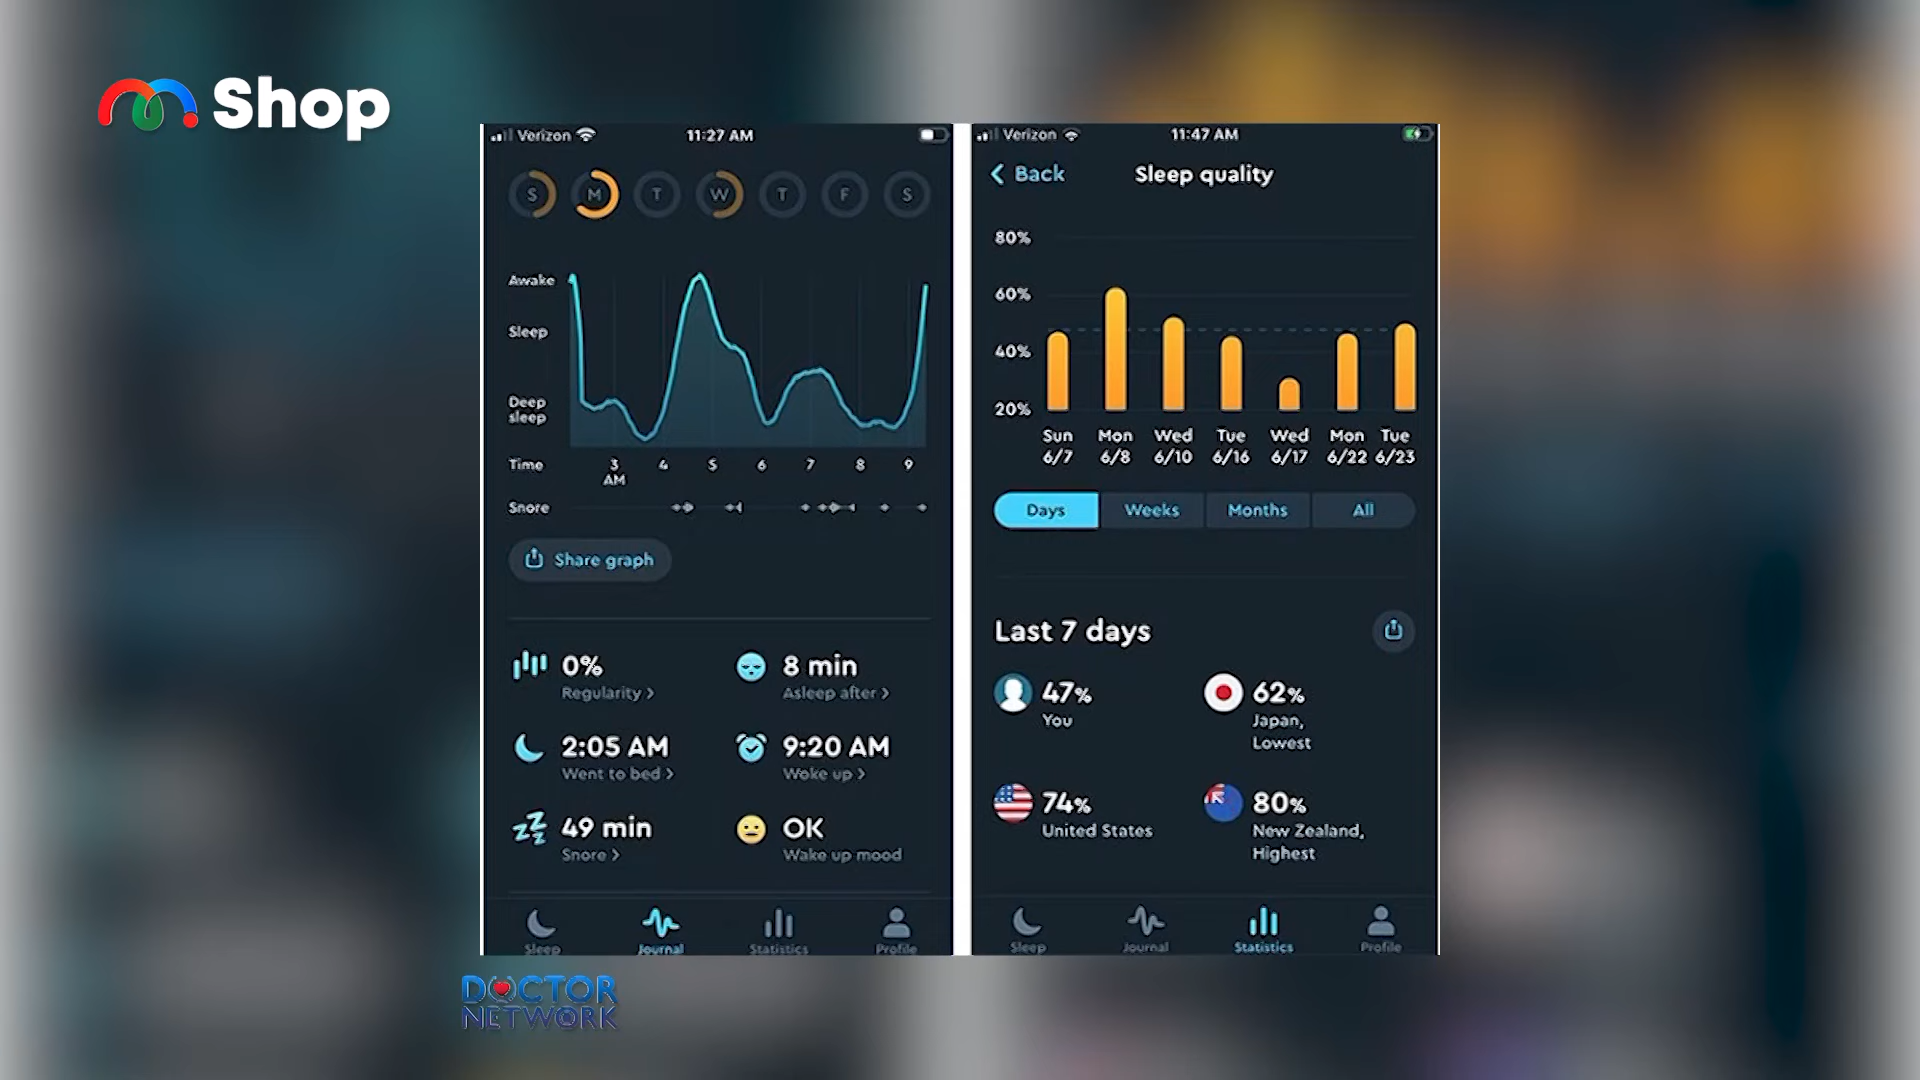 Shop
Verizon 11:27 AM
S M T W T F S
Awake
Sleep
Deep
sleep
Time 3 4 5 6 7 8 9
AM
Snore
Share graph
0% 8 min
Regularity > Asleep after >
2:05 AM 9:20 AM
Went to bed > Woke up >
49 min OK
Snore > Wake up mood
Sleep Journal Statistics Profile
Verizon 11:47 AM
Back Sleep quality
80%
60%
40%
20%
Sun Mon Wed Tue Wed Mon Tue
6/7 6/8 6/10 6/16 6/17 6/22 6/23
Days Weeks Months All
Last 7 days
47% 62%
You Japan,
Lowest
74% 80%
United States New Zealand,
Highest
Sleep Journal Statistics Profile
DOCTOR
NETWORK